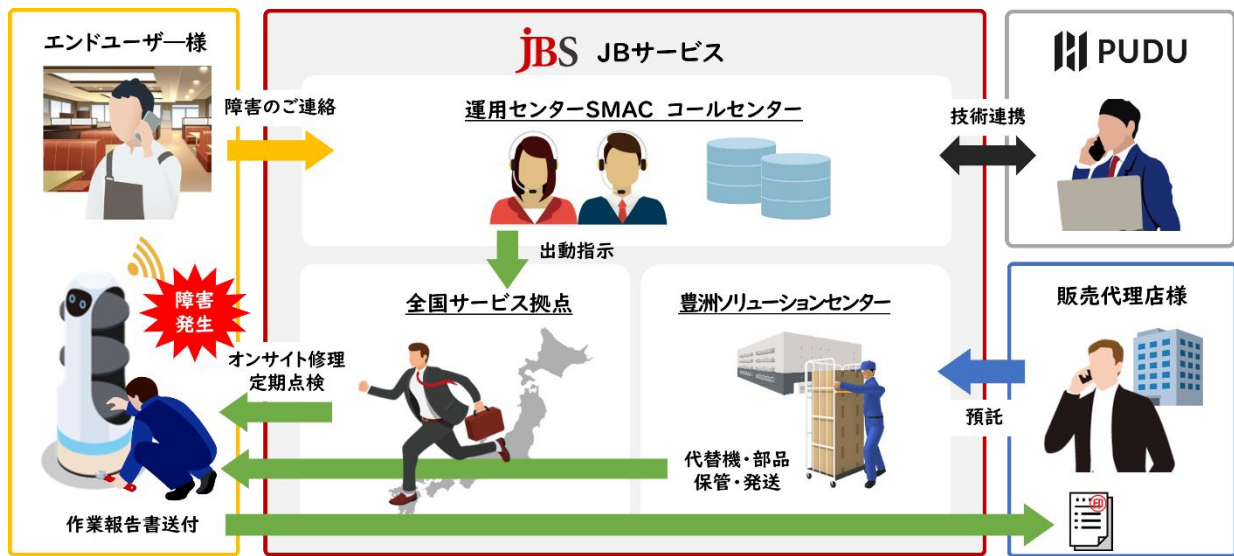 エンドユーザー様
障害のご連絡
障害
発生
オンサイト修理
定期点検
作業報告書送付
jBS JBサービス
運用センターSMAC コールセンター
出動指示
全国サービス拠点
豊洲ソリューションセンター
代替機・部品
保管・発送
技術連携
PUDU
販売代理店様
預託
印